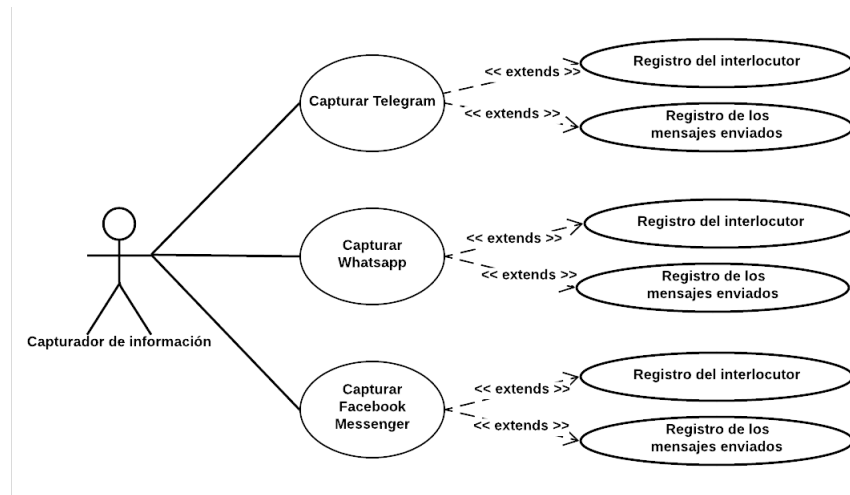 Registro del interlocutor
<< extends >>
Capturar Telegram
<< extends >>
Registro de los
mensajes enviados
Registro del interlocutor
<< extends >>
Capturar
Whatsapp
<< extends >>
Registro de los
mensajes enviados
Capturador de información
Registro del interlocutor
<< extends >>
Capturar
Facebook
Messenger
<< extends >>
Registro de los
mensajes enviados